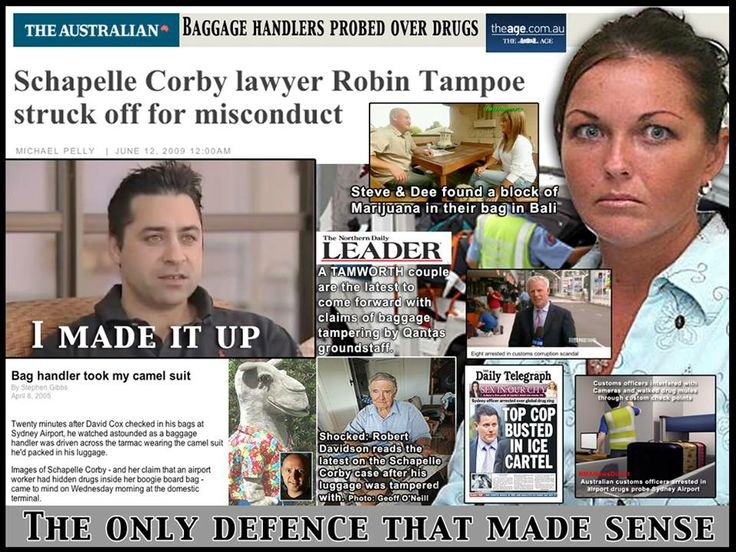 THE AUSTRALIAN
BAGGAGE HANDLERS PROBED OVER DRUGS
theage.com.au
THE AGE
Schapelle Corby lawyer Robin Tampoe
struck off for misconduct
MICHAEL PELLY | JUNE 12, 2009 12:00AM
Steve & Dee found a block of
Marijuana in their bag in Bali
I MADE IT UP
The Northern Daily
LEADER
A TAMWORTH couple
are the latest to
come forward with
claims of baggage
tampering by Qantas
groundstaff.
Eight arrested in customs corruption scandal
Bag handler took my camel suit
By Stephen Gibbs
April 8, 2005
Twenty minutes after David Cox checked in his bags at
Sydney Airport, he watched astounded as a baggage
handler was driven across the tarmac wearing the camel suit
he'd packed in his luggage.
Images of Schapelle Corby - and her claim that an airport
worker had hidden drugs inside her boogie board bag -
came to mind on Wednesday morning at the domestic
terminal.
Shocked: Robert
Davidson reads the
latest on the Schapelle
Corby case after his
luggage was tampered
with. Photo: Geoff O'Neill
The Daily Telegraph
SEX IN OUR CITY
Sydney officer arrested over global drug ring
TOP COP
BUSTED
IN ICE
CARTEL
Customs officers interfered with
Cameras and walked drug mules
through custom check points
Australian customs officers arrested in
airport drugs probe Sydney Airport
THE ONLY DEFENCE THAT MADE SENSE